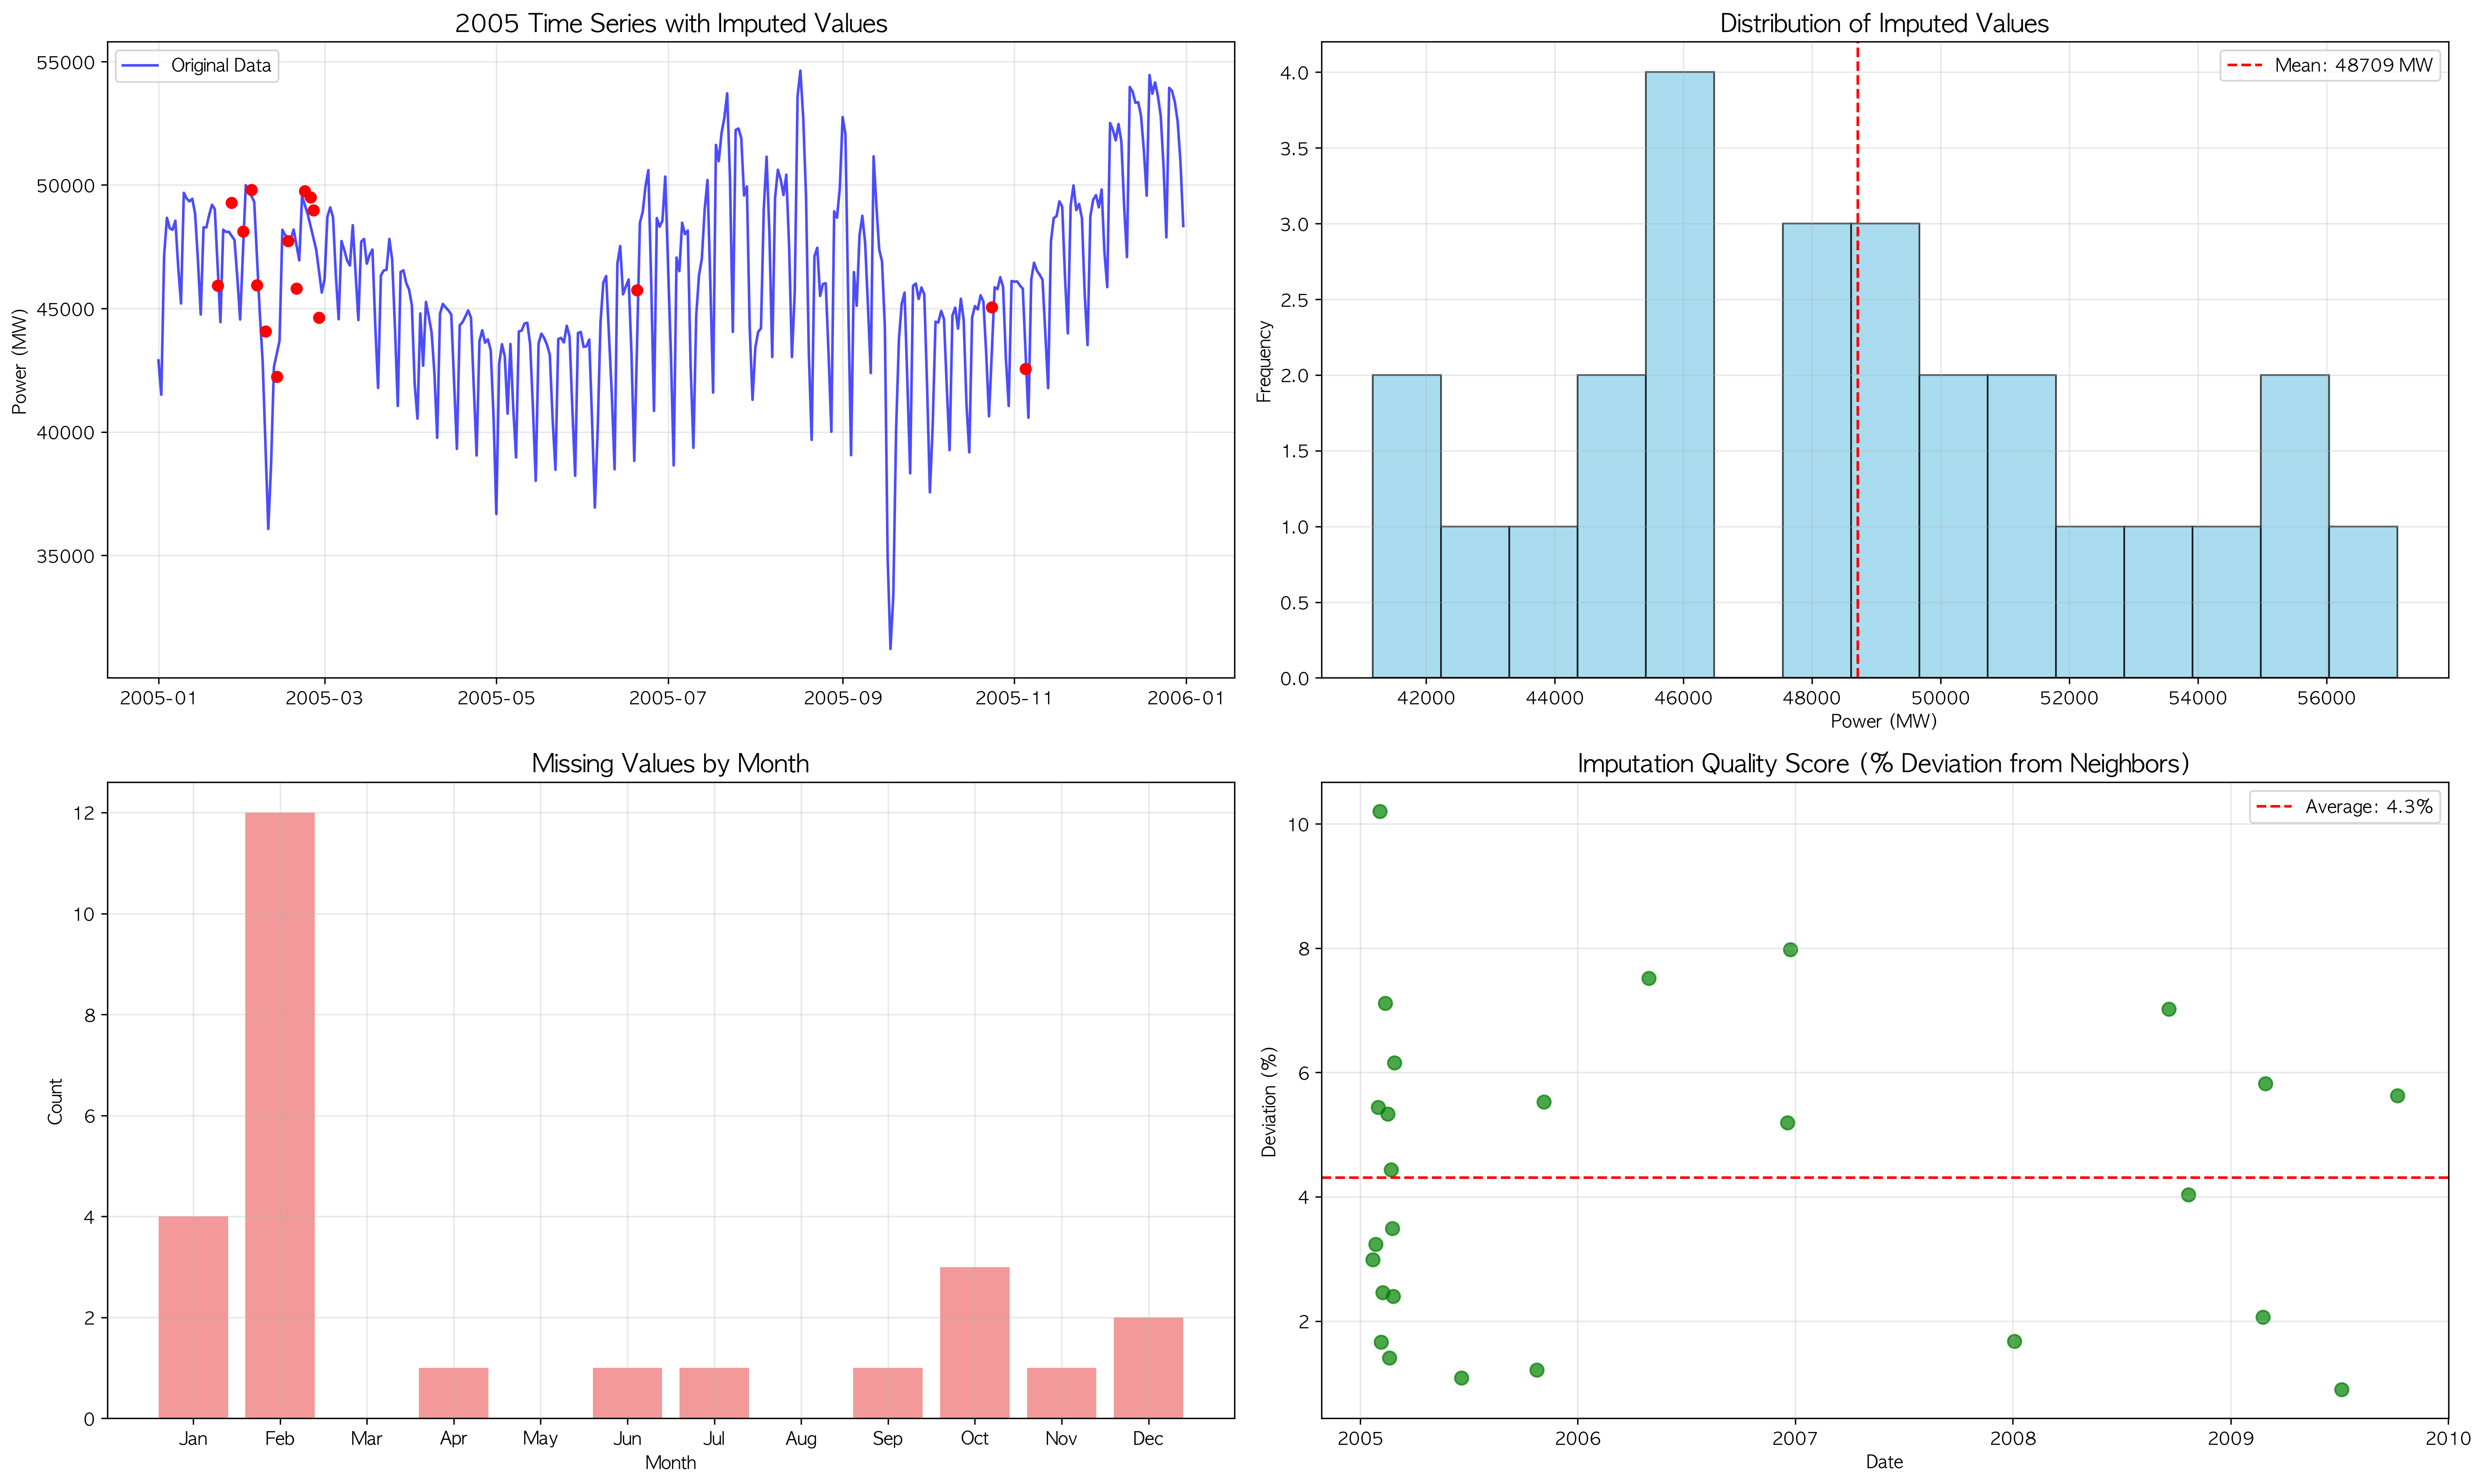 2005 Time Series with Imputed Values
Original Data
Power (MW)
55000
50000
45000
40000
35000
2005-01
2005-03
2005-05
2005-07
2005-09
2005-11
2006-01
Distribution of Imputed Values
Mean: 48709 MW
Frequency
4.0
3.5
3.0
2.5
2.0
1.5
1.0
0.5
0.0
42000
44000
46000
48000
50000
52000
54000
56000
Power (MW)
Missing Values by Month
Count
12
10
8
6
4
2
0
Jan
Feb
Mar
Apr
May
Jun
Jul
Aug
Sep
Oct
Nov
Dec
Month
Imputation Quality Score (% Deviation from Neighbors)
Average: 4.3%
Deviation (%)
10
8
6
4
2
2005
2006
2007
2008
2009
2010
Date